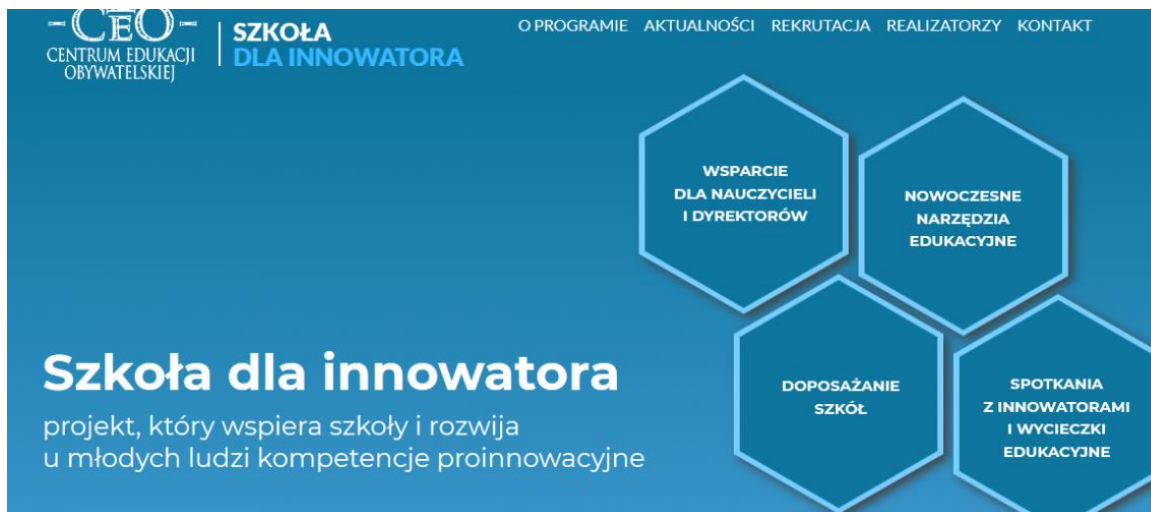 - CEO -
CENTRUM EDUKACJI
OBYWATELSKIEJ
SZKOŁA
DLA INNOWATORA
O PROGRAMIE AKTUALNOŚCI REKRUTACJA REALIZATORZY KONTAKT
WSPARCIE
DLA NAUCZYCIELI
I DYREKTORÓW
NOWOCZESNE
NARZĘDZIA
EDUKACYJNE
DOPOSAŻANIE
SZKÓŁ
SPOTKANIA
Z INNOWATORAMI
I WYCIECZKI
EDUKACYJNE
Szkoła dla innowatora
projekt, który wspiera szkoły i rozwija
u młodych ludzi kompetencje proinnowacyjne